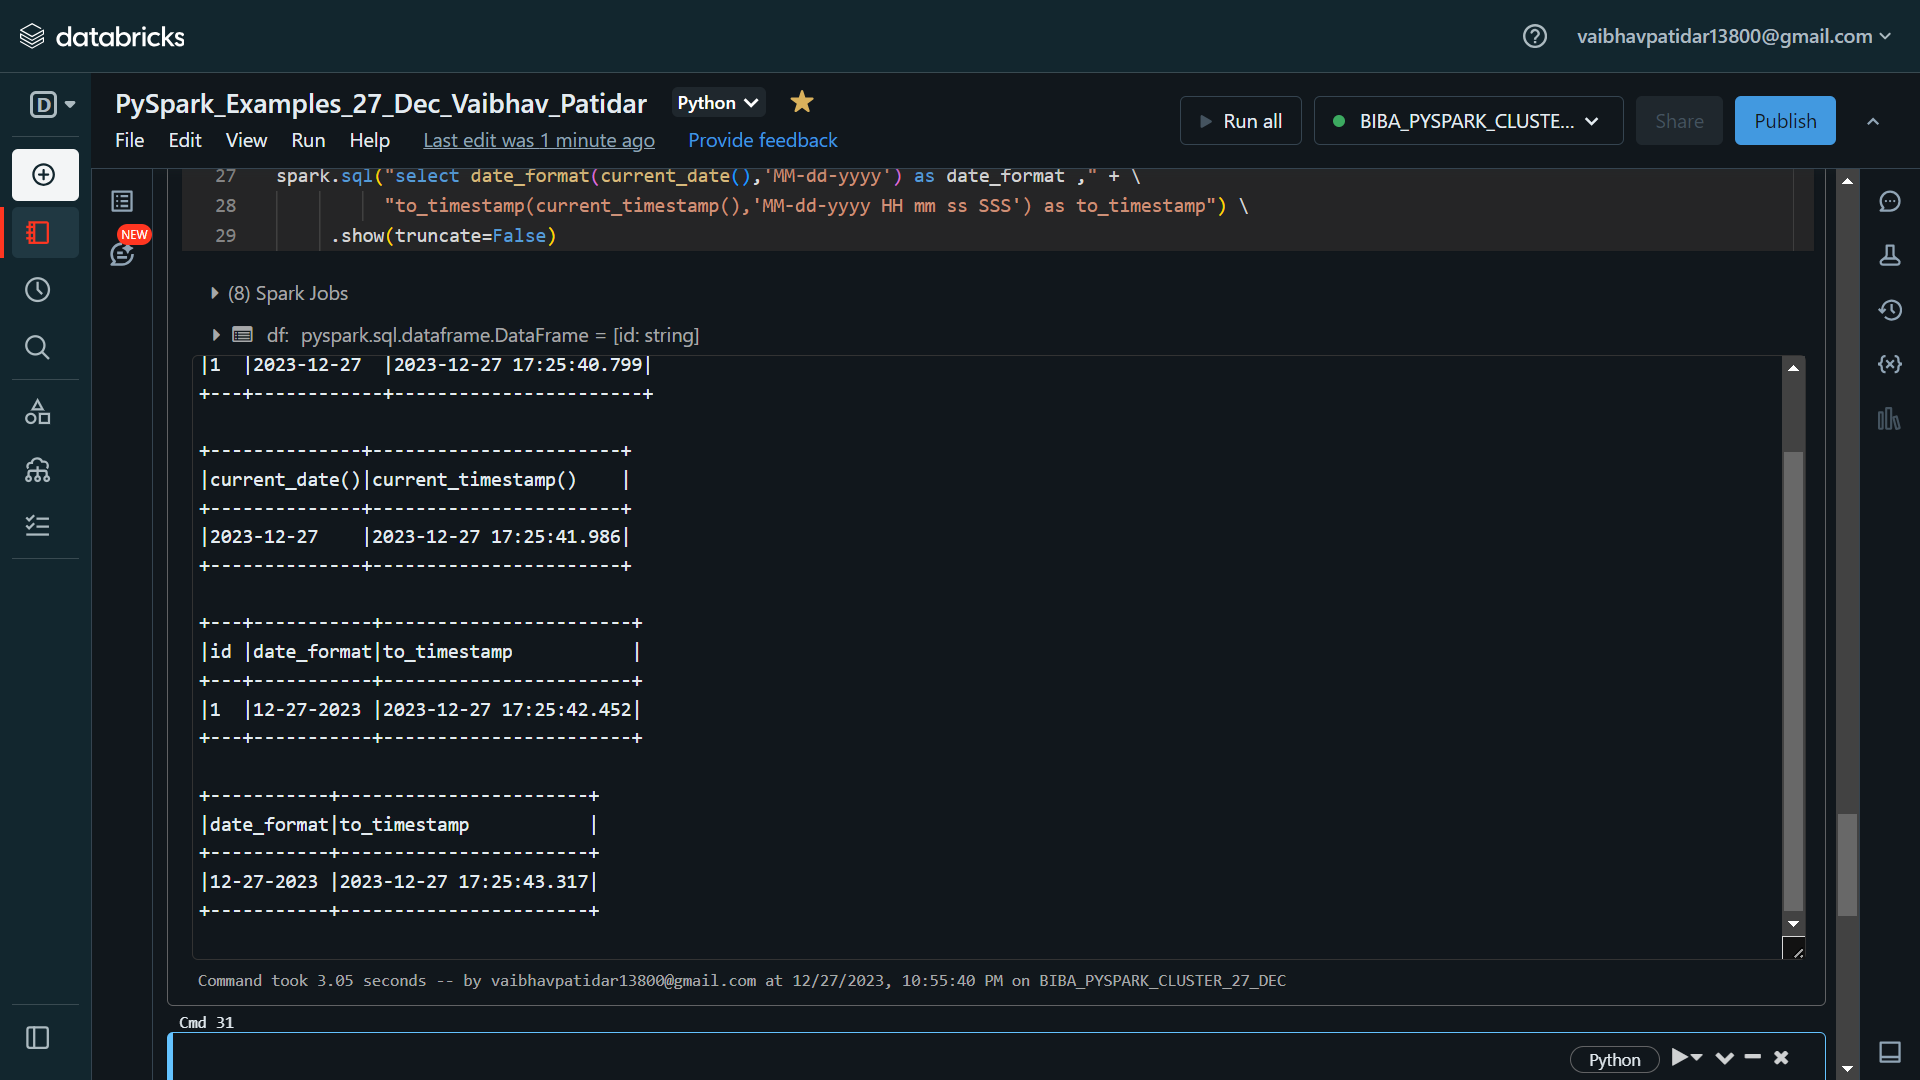 databricks
vaibhavpatidar13800@gmail.com
D
PySpark_Examples_27_Dec_Vaibhav_Patidar
Python
File Edit View Run Help Last edit was 1 minute ago Provide feedback
Run all
BIBA_PYSPARK_CLUSTE...
Share
Publish
NEW
27 spark.sql("select date_format(current_date(),'MM-dd-yyyy') as date_format ," + \
28 "to_timestamp(current_timestamp(),'MM-dd-yyyy HH mm ss SSS') as to_timestamp") \
29 .show(truncate=False)
(8) Spark Jobs
df: pyspark.sql.dataframe.DataFrame = [id: string]
|1  |2023-12-27  |2023-12-27 17:25:40.799|
+---+------------+-----------------------+
+--------------+-----------------------+
|current_date()|current_timestamp()    |
+--------------+-----------------------+
|2023-12-27    |2023-12-27 17:25:41.986|
+--------------+-----------------------+
+---+-----------+-----------------------+
|id |date_format|to_timestamp           |
+---+-----------+-----------------------+
|1  |12-27-2023 |2023-12-27 17:25:42.452|
+---+-----------+-----------------------+
+-----------+-----------------------+
|date_format|to_timestamp           |
+-----------+-----------------------+
|12-27-2023 |2023-12-27 17:25:43.317|
+-----------+-----------------------+
Command took 3.05 seconds -- by vaibhavpatidar13800@gmail.com at 12/27/2023, 10:55:40 PM on BIBA_PYSPARK_CLUSTER_27_DEC
Cmd 31
Python